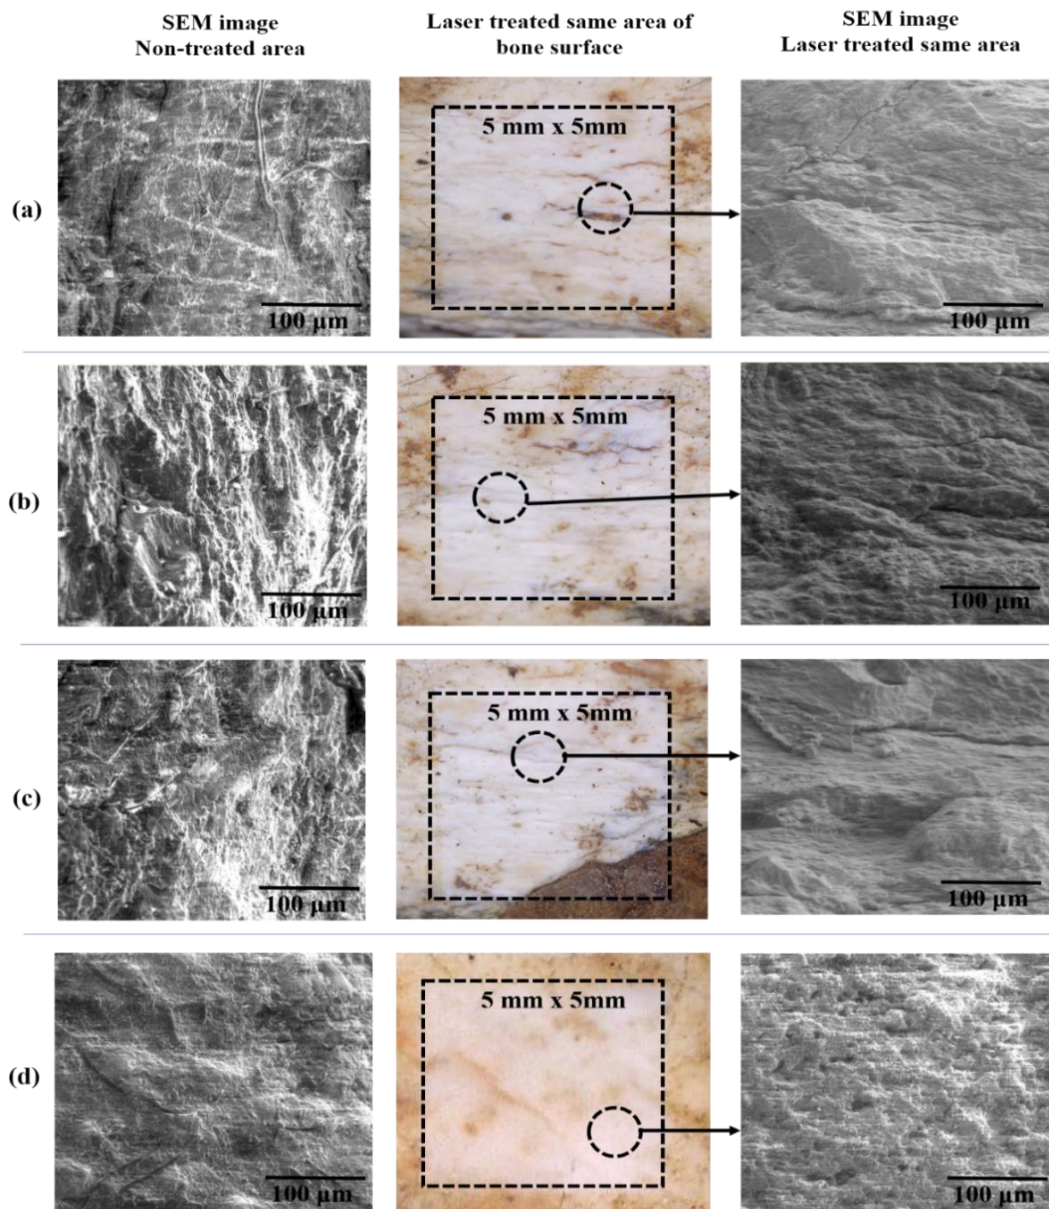 SEM image
Non-treated area
Laser treated same area of
bone surface
SEM image
Laser treated same area
(a)
100 μm
5 mm x 5mm
100 μm
(b)
100 μm
5 mm x 5mm
100 μm
(c)
100 μm
5 mm x 5mm
100 μm
(d)
100 μm
5 mm x 5mm
100 μm